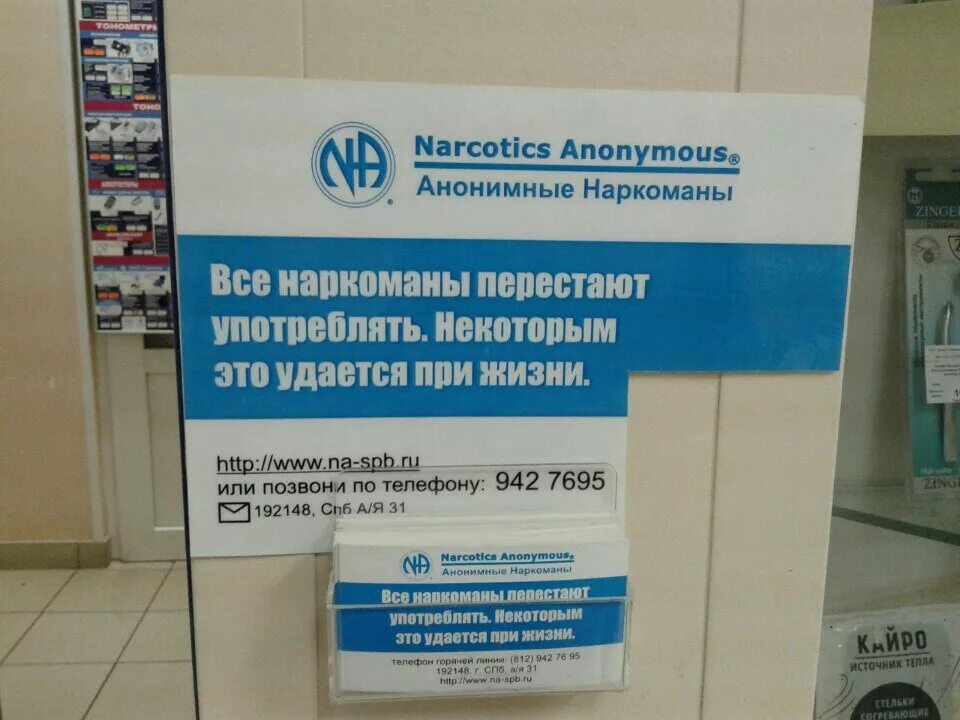 ТОНОМЕТРЫ
NA
Narcotics Anonymous®
Анонимные Наркоманы
Все наркоманы перестают
употреблять. Некоторым
это удается при жизни.
http://www.na-spb.ru
или позвони по телефону: 942 7695
192148, Спб А/Я 31
NA
Narcotics Anonymous®
Анонимные Наркоманы
Все наркоманы перестают
употреблять. Некоторым
это удается при жизни.
телефон горячей линии: (812) 942 76 95
192148, г. СПб, а/я 31
http://www.na-spb.ru
ZINGER
ZINGER
КАЙРО
ИСТОЧНИК ТЕПЛА
СТЕЛЬКИ
СОГРЕВАЮЩИЕ